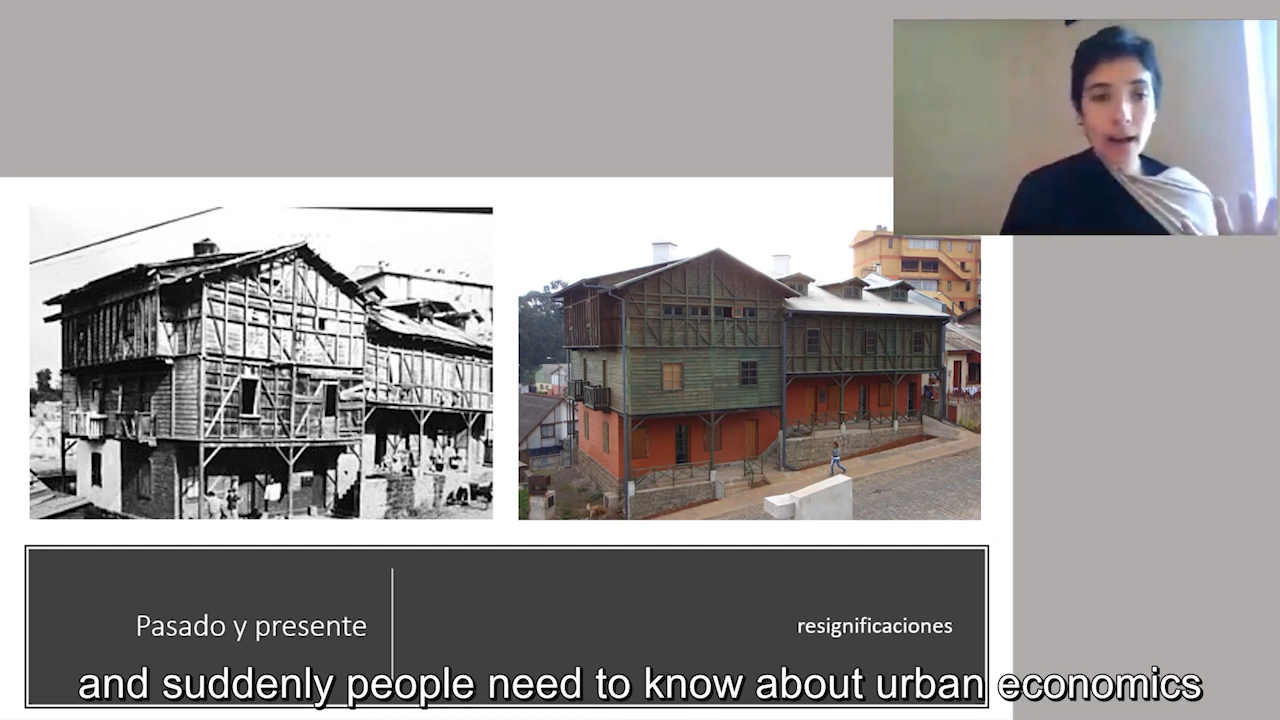 Pasado y presente
resignificaciones
and suddenly people need to know about urban economics